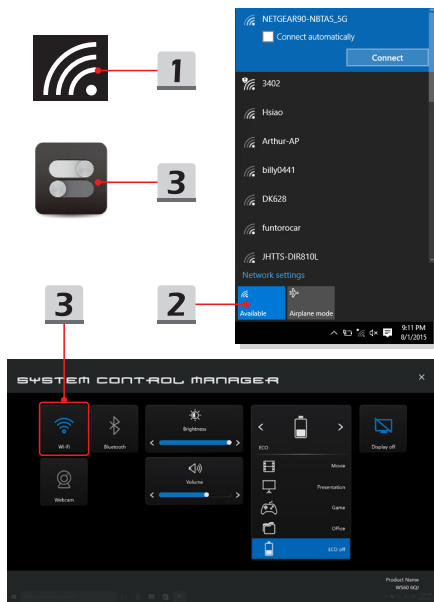 1
3
3
2
NETGEAR90-NBTAS_5G
Connect automatically
Connect
3402
Hsiao
Arthur-AP
billy0441
DK628
funtorocar
JHTTS-DIR810L
Network settings
Available
Airplane mode
9:11 PM
8/1/2015
SYSTEM CONTROL MANAGER
Wi-Fi
Bluetooth
Brightness
ECO
Display off
Webcam
Volume
Movie
Presentation
Game
Office
ECO off
Product Name
WS60 6QJ